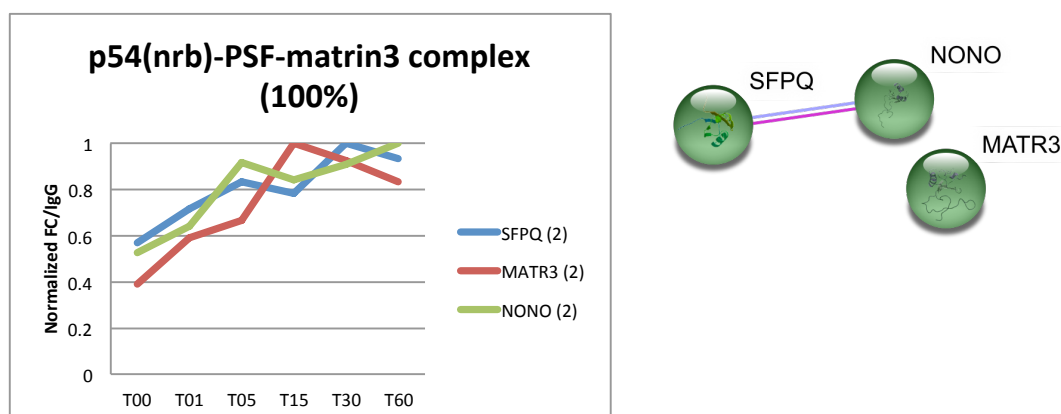 p54(nrb)-PSF-matrin3 complex
(100%)
Normalized FC/IgG
1
0.8
0.6
0.4
0.2
0
T00 T01 T05 T15 T30 T60
SFPQ (2)
MATR3 (2)
NONO (2)
SFPQ
NONO
MATR3